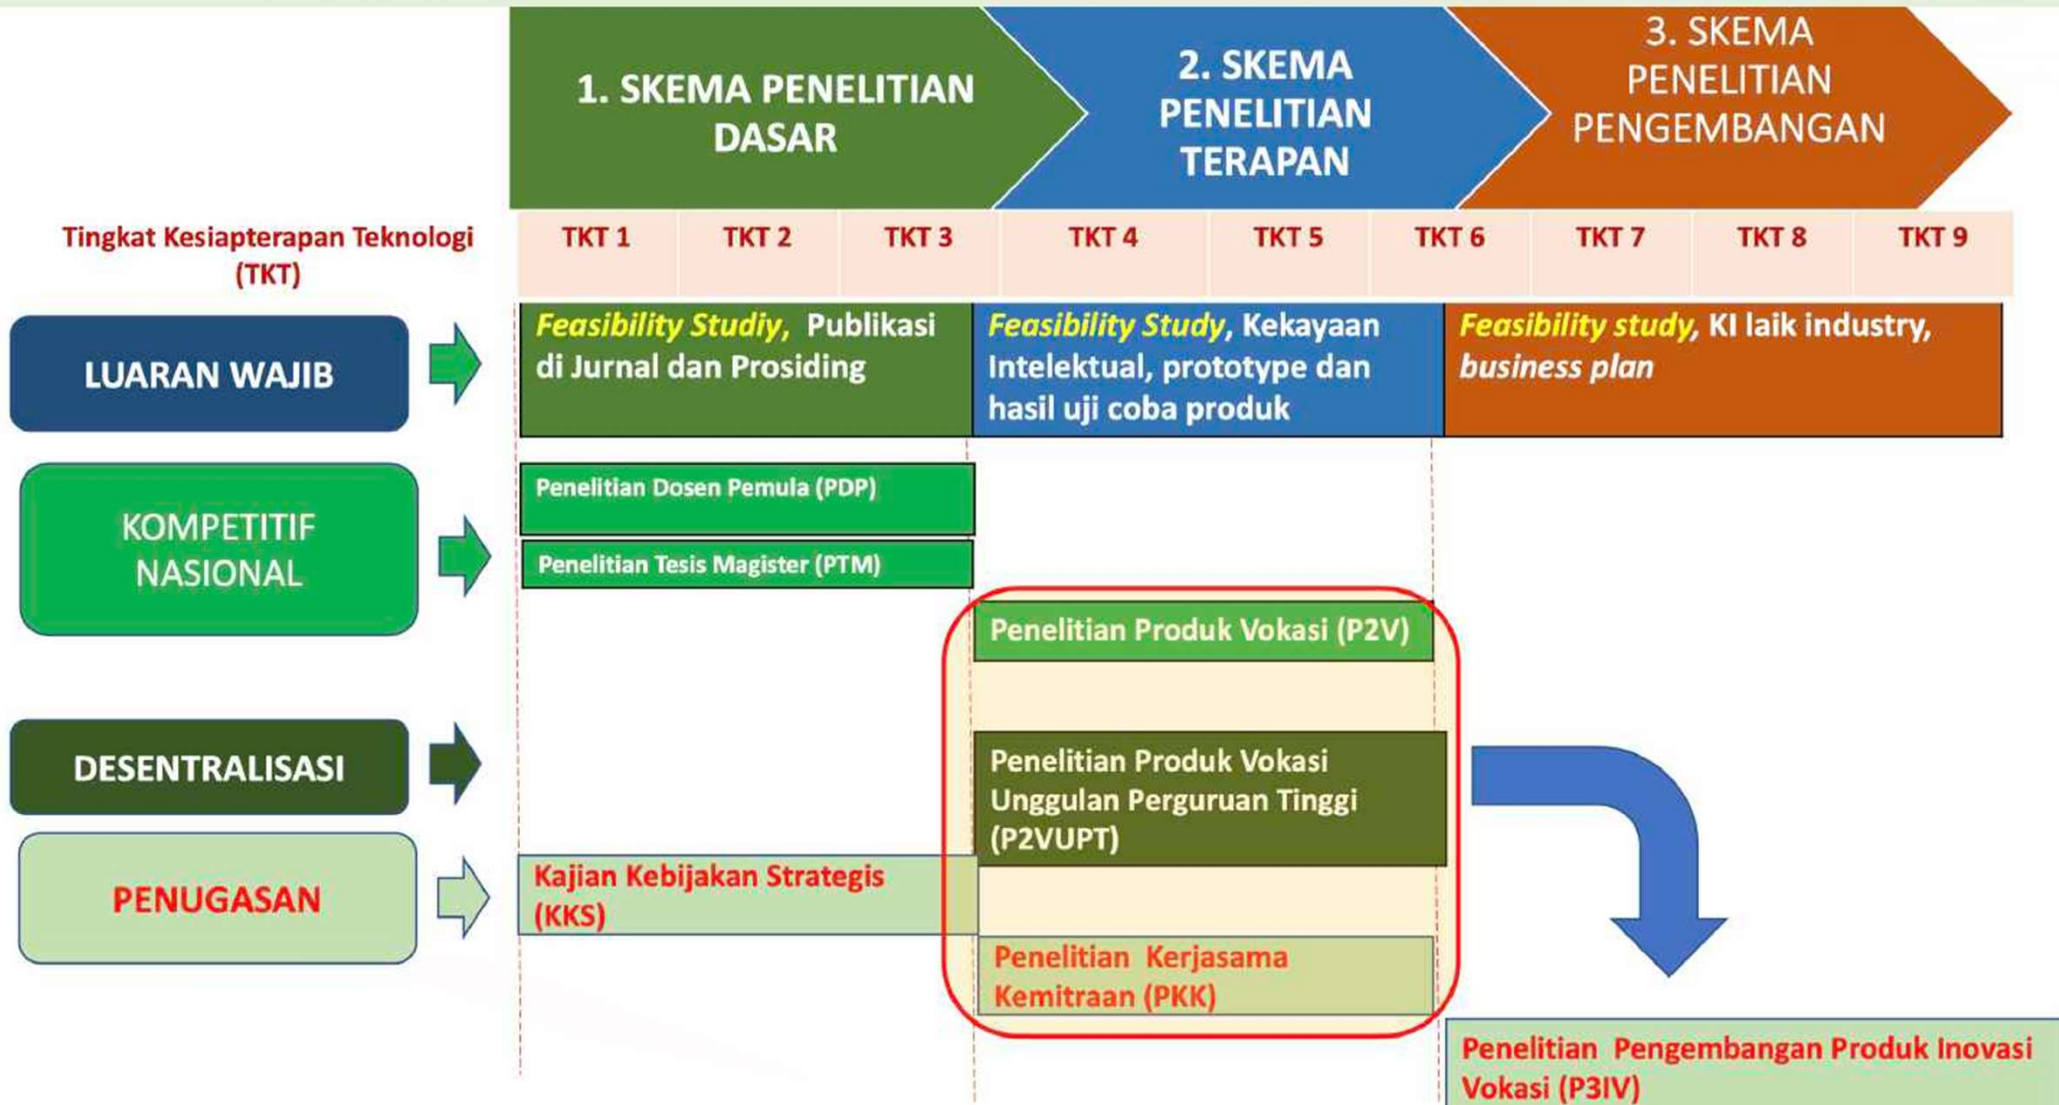 1. SKEMA PENELITIAN
DASAR
2. SKEMA
PENELITIAN
TERAPAN
3. SKEMA
PENELITIAN
PENGEMBANGAN
Tingkat Kesiapterapan Teknologi
(TKT)
TKT 1
TKT 2
TKT 3
TKT 4
TKT 5
TKT 6
TKT 7
TKT 8
TKT 9
LUARAN WAJIB
Feasibility Studiy, Publikasi
di Jurnal dan Prosiding
Feasibility Study, Kekayaan
Intelektual, prototype dan
hasil uji coba produk
Feasibility study, KI laik industry,
business plan
KOMPETITIF
NASIONAL
Penelitian Dosen Pemula (PDP)
Penelitian Tesis Magister (PTM)
Penelitian Produk Vokasi (P2V)
DESENTRALISASI
Penelitian Produk Vokasi
Unggulan Perguruan Tinggi
(P2VUPT)
PENUGASAN
Kajian Kebijakan Strategis
(KKS)
Penelitian Kerjasama
Kemitraan (PKK)
Penelitian Pengembangan Produk Inovasi
Vokasi (P3IV)